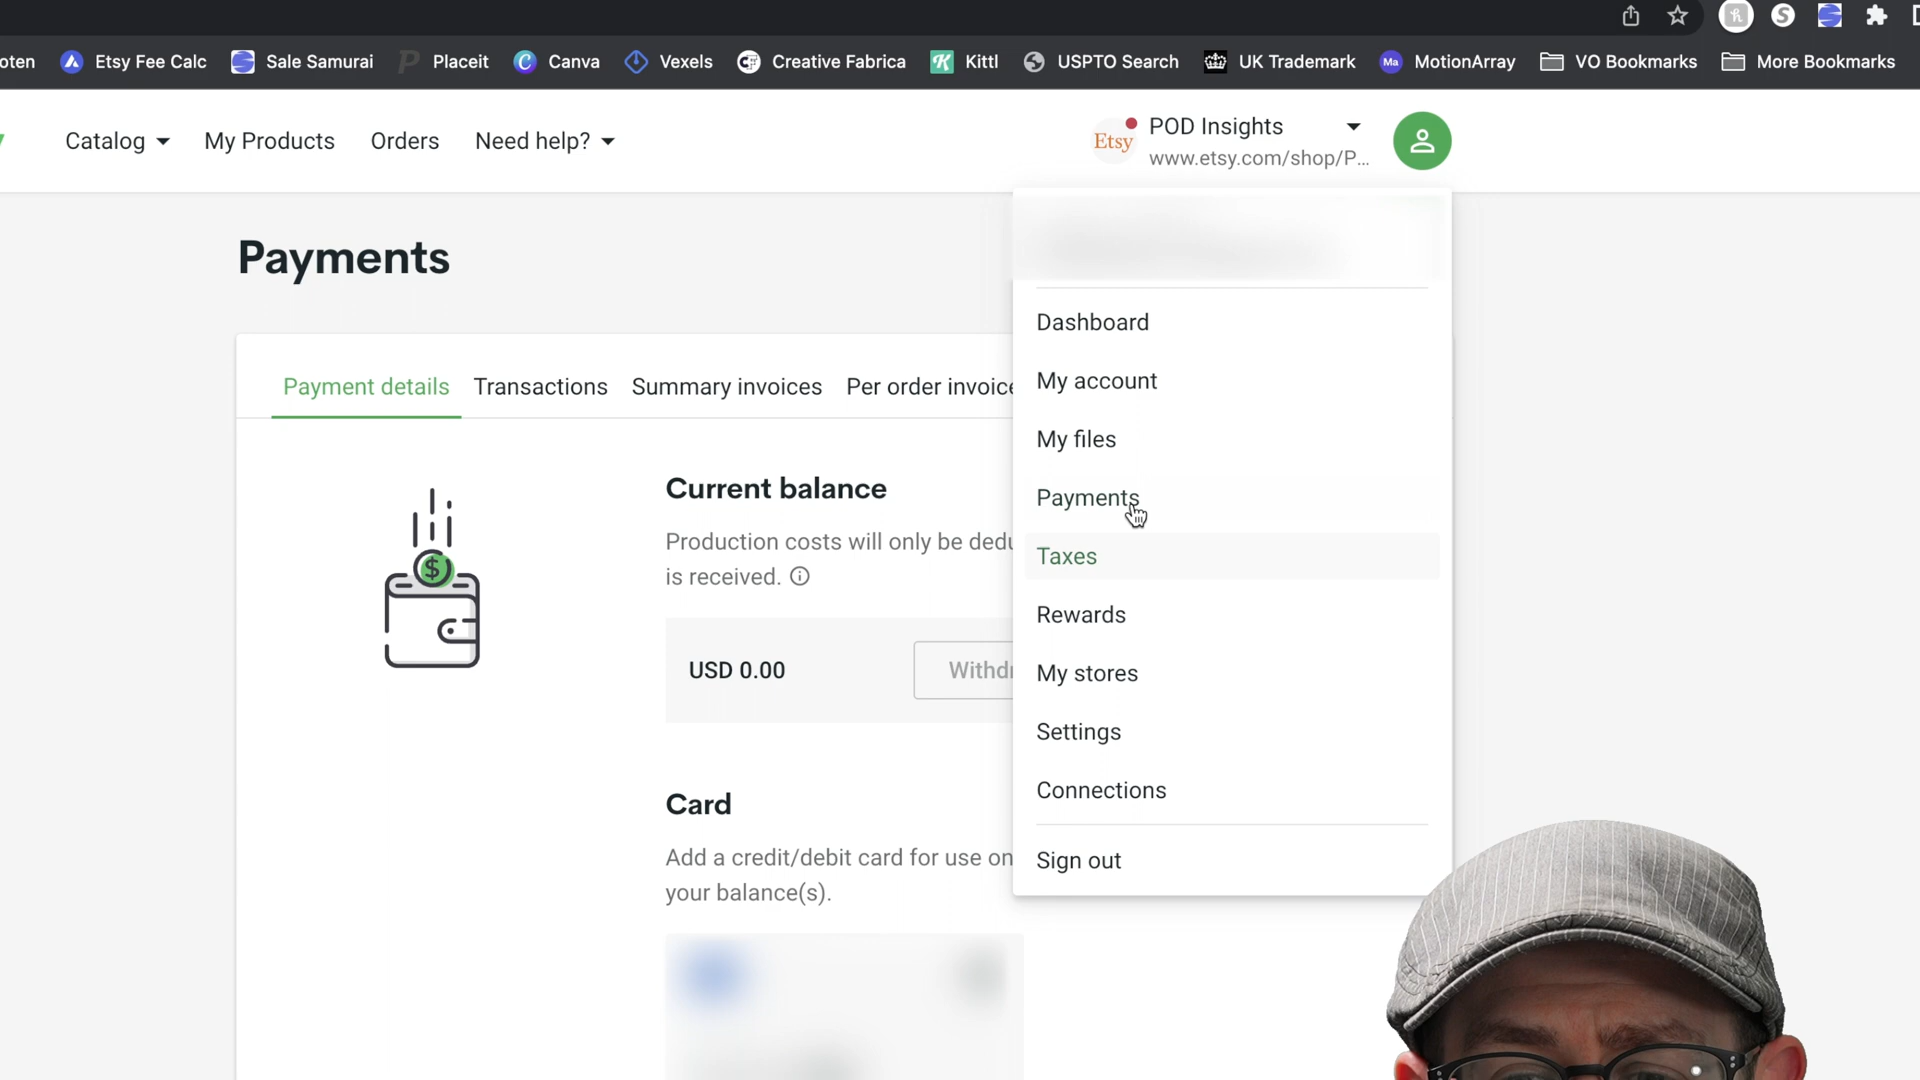 oten Etsy Fee Calc Sale Samurai Placeit Canva Vexels Creative Fabrica Kittl USPTO Search UK Trademark Ma MotionArray VO Bookmarks More Bookmarks
Catalog My Products Orders Need help?
Etsy POD Insights
www.etsy.com/shop/P...
Payments
Payment details Transactions Summary invoices Per order invoice
Current balance
Production costs will only be dedu
is received.
USD 0.00 Withdr
Card
Add a credit/debit card for use on
your balance(s).
Dashboard
My account
My files
Payments
Taxes
Rewards
My stores
Settings
Connections
Sign out